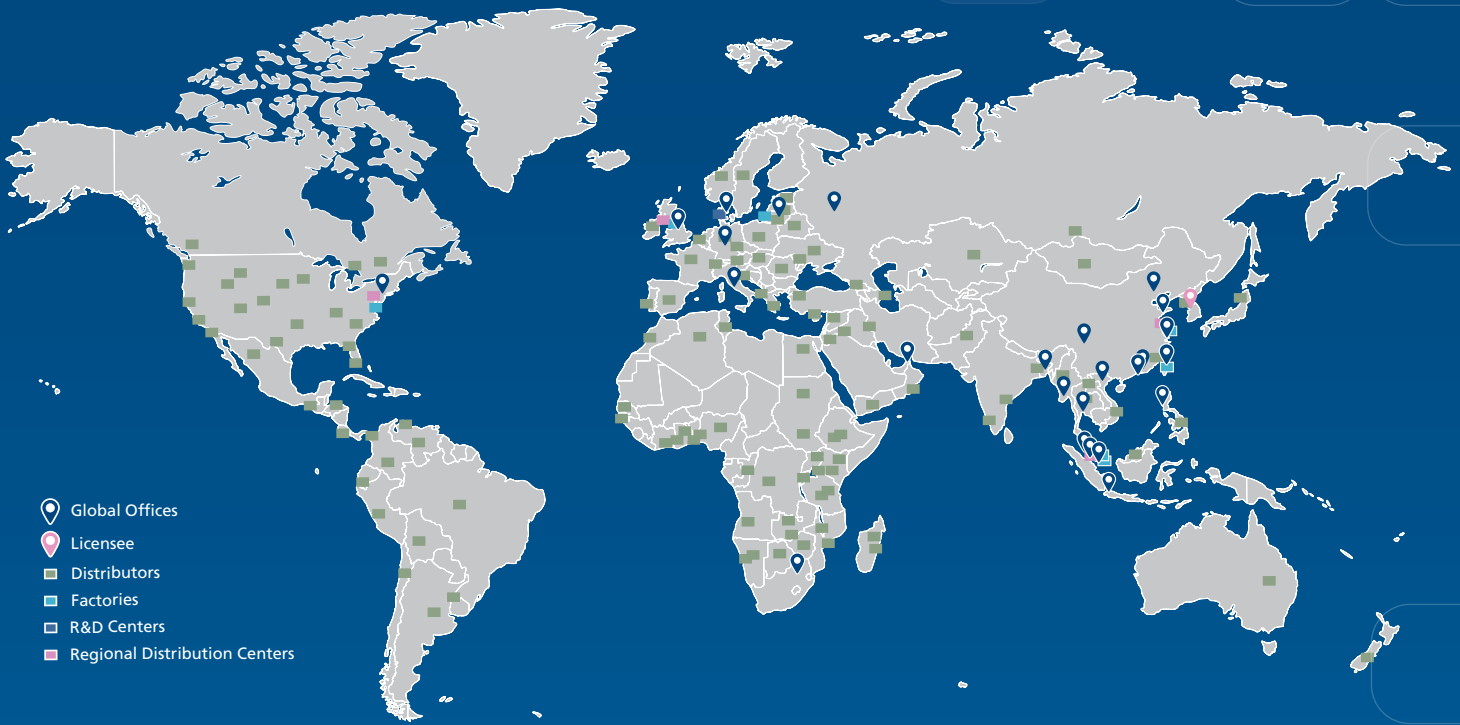 Global Offices
Licensee
Distributors
Factories
R&D Centers
Regional Distribution Centers